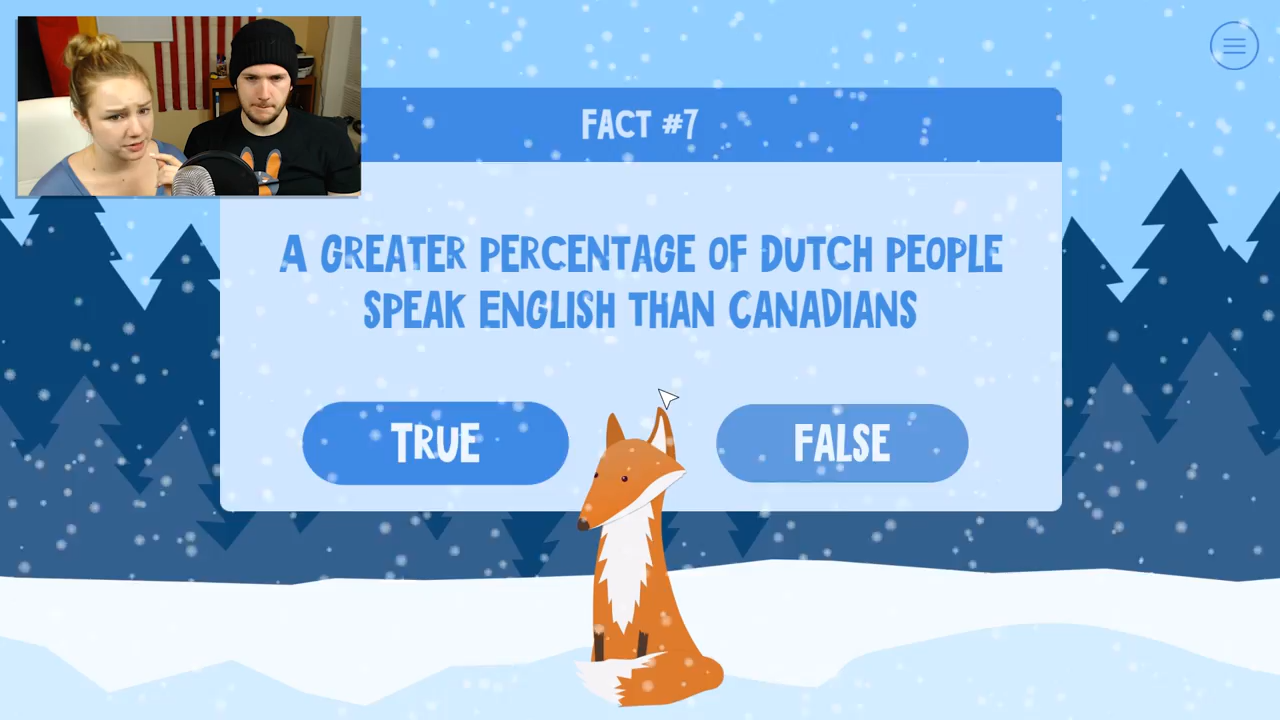 FACT #7
A GREATER PERCENTAGE OF DUTCH PEOPLE
SPEAK ENGLISH THAN CANADIANS
TRUE
FALSE